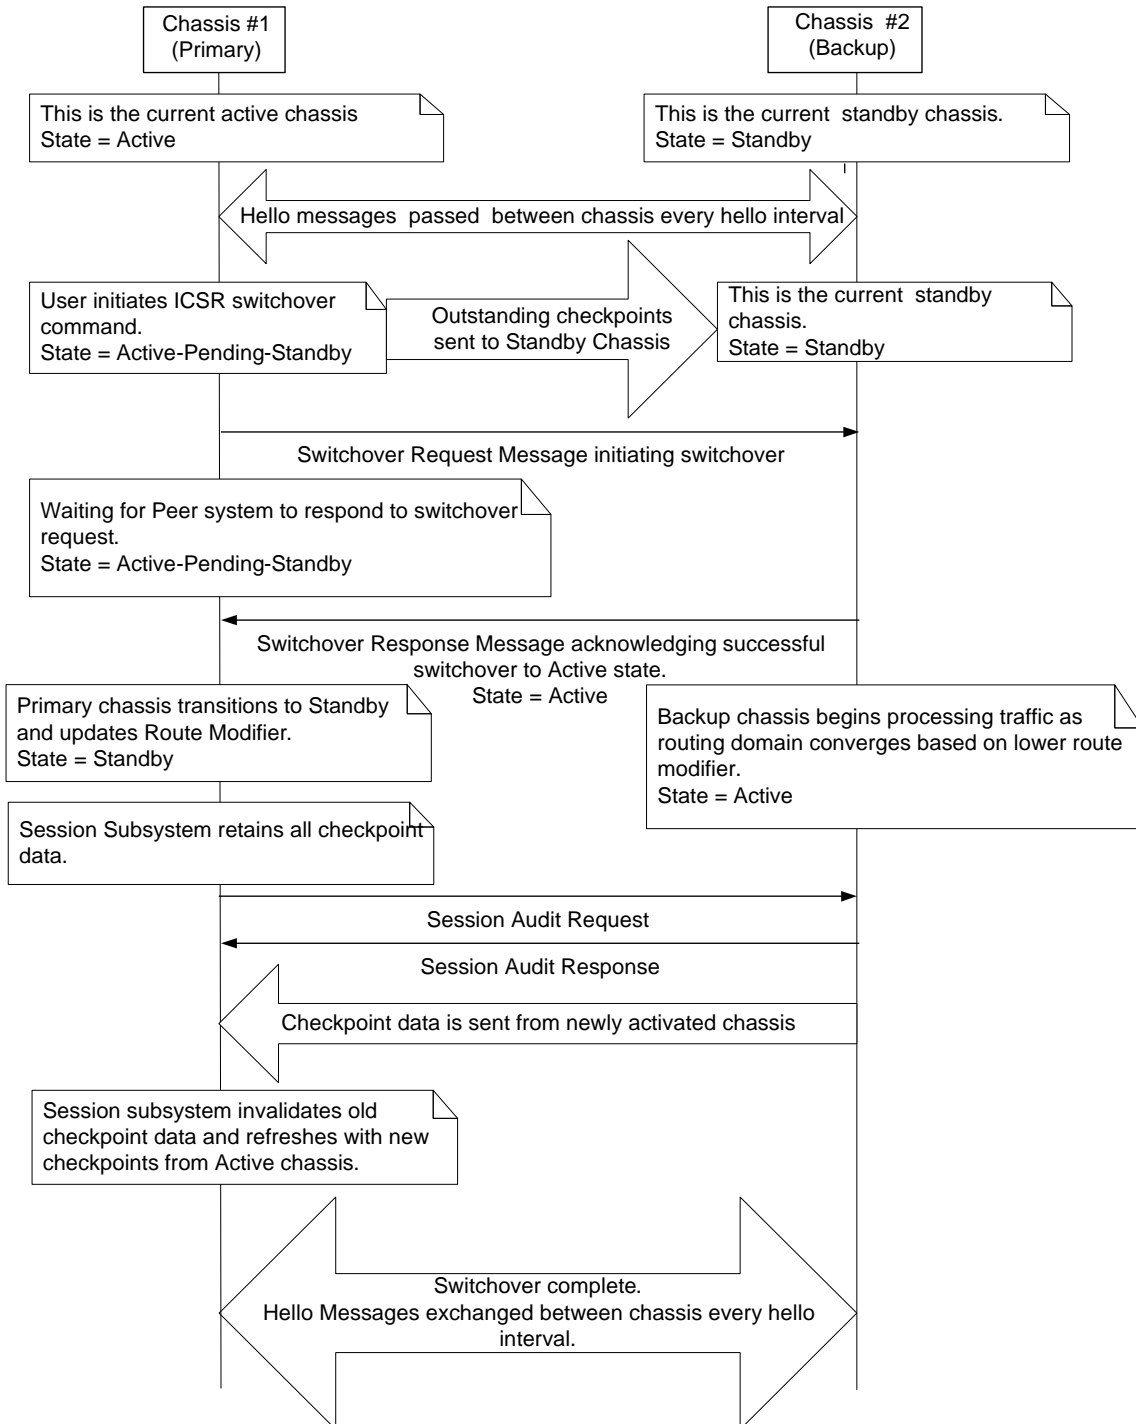 Chassis #1
(Primary)
Chassis #2
(Backup)
This is the current active chassis
State = Active
This is the current standby chassis.
State = Standby
Hello messages passed between chassis every hello interval
User initiates ICSR switchover
command.
State = Active-Pending-Standby
Outstanding checkpoints
sent to Standby Chassis
This is the current standby
chassis.
State = Standby
Switchover Request Message initiating switchover
Waiting for Peer system to respond to switchover
request.
State = Active-Pending-Standby
Switchover Response Message acknowledging successful
switchover to Active state.
State = Active
Primary chassis transitions to Standby
and updates Route Modifier.
State = Standby
Backup chassis begins processing traffic as
routing domain converges based on lower route
modifier.
State = Active
Session Subsystem retains all checkpoint
data.
Session Audit Request
Session Audit Response
Checkpoint data is sent from newly activated chassis
Session subsystem invalidates old
checkpoint data and refreshes with new
checkpoints from Active chassis.
Switchover complete.
Hello Messages exchanged between chassis every hello
interval.